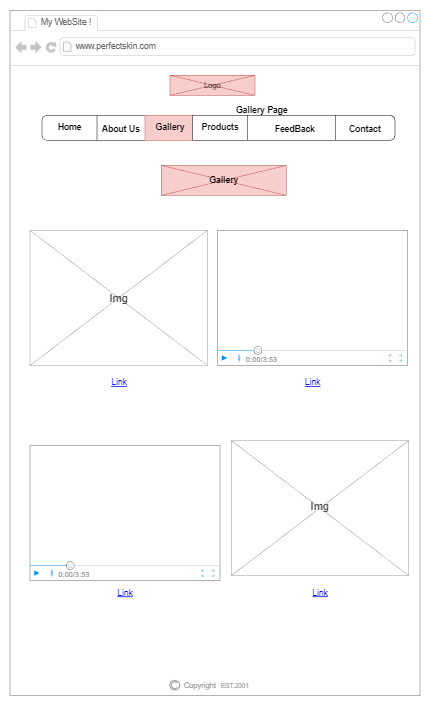 My WebSite !
www.perfectskin.com
Logo
Gallery Page
Home About Us Gallery Products FeedBack Contact
Gallery
Img
0:00/3:53
Link Link
0:00/3:53
Img
Link Link
© Copyright EST.2001